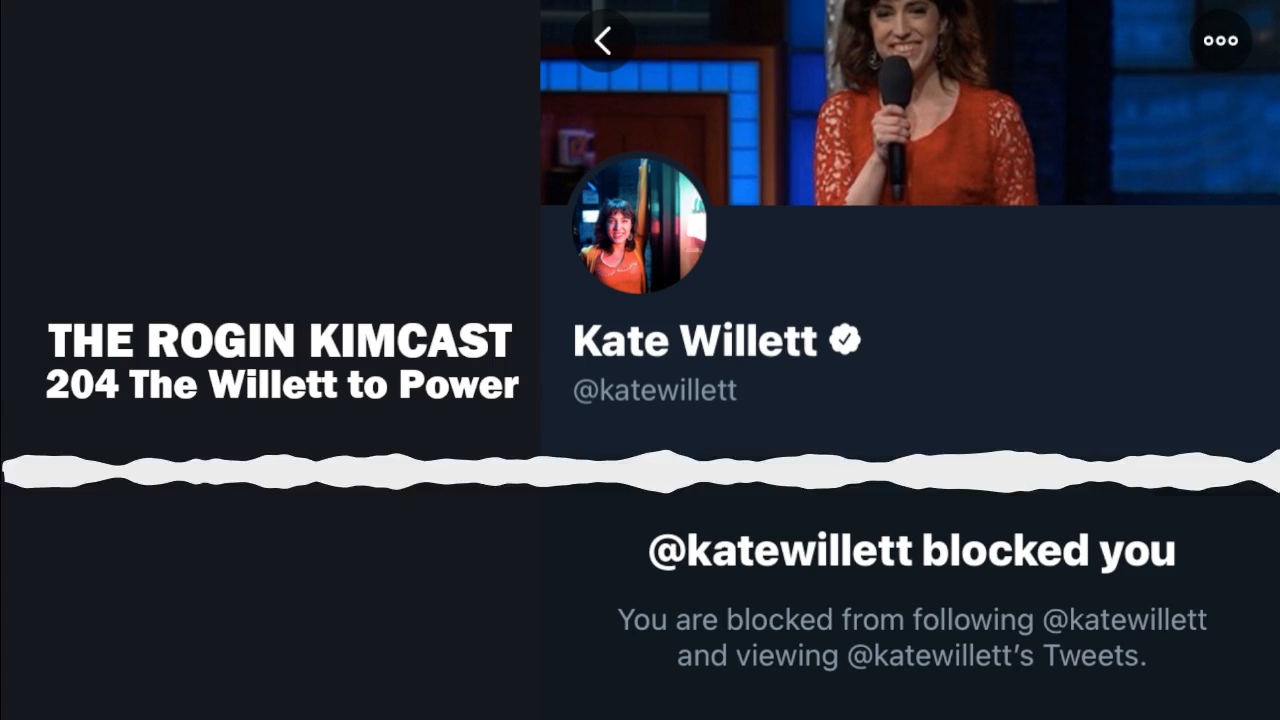 THE ROGIN KIMCAST
204 The Willett to Power
Kate Willett
@katewillett
@katewillett blocked you
You are blocked from following @katewillett
and viewing @katewillett’s Tweets.